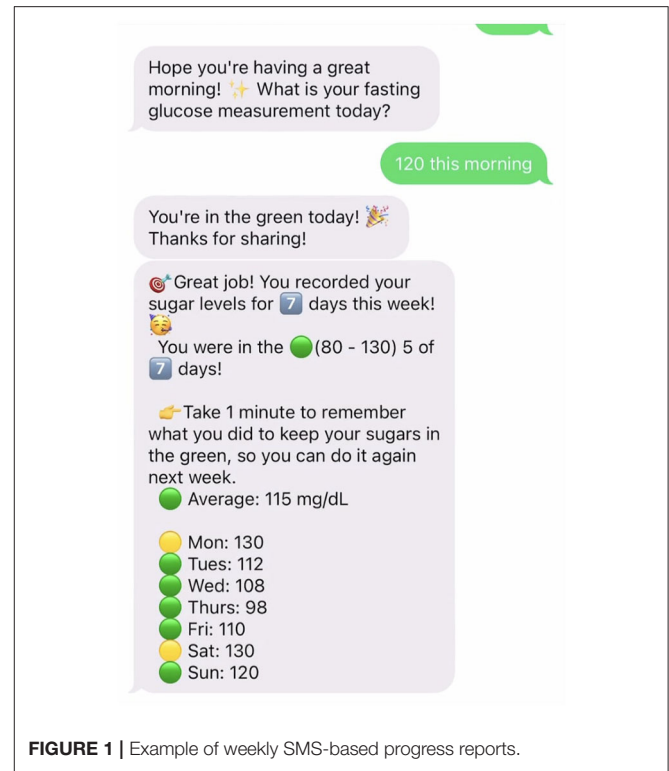 Hope you're having a great
morning! ✨ What is your fasting
glucose measurement today?
120 this morning
You're in the green today! 🎉
Thanks for sharing!
🎯Great job! You recorded your
sugar levels for 7️⃣ days this week!
🥳
You were in the 🟢(80 - 130) 5 of
7️⃣ days!
👉Take 1 minute to remember
what you did to keep your sugars in
the green, so you can do it again
next week.
🟢 Average: 115 mg/dL
🟡 Mon: 130
🟢 Tues: 112
🟢 Wed: 108
🟢 Thurs: 98
🟢 Fri: 110
🟡 Sat: 130
🟢 Sun: 120
FIGURE 1 | Example of weekly SMS-based progress reports.